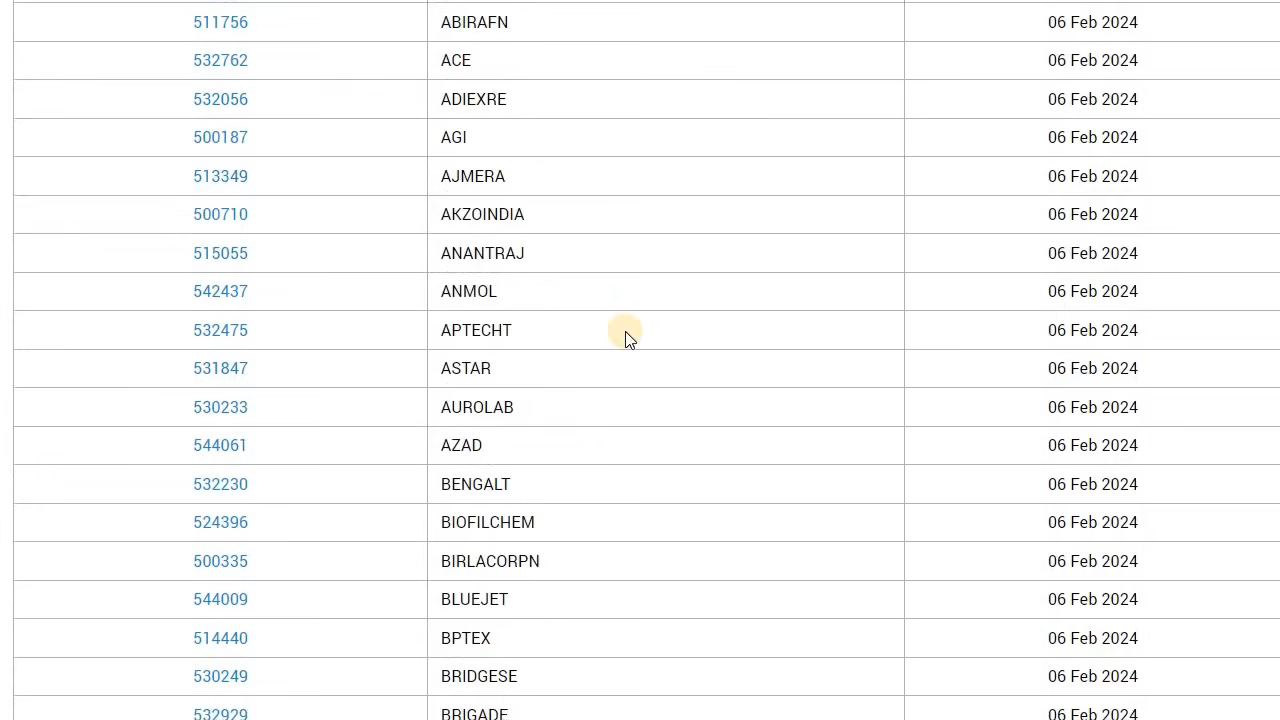 511756 ABIRAFN 06 Feb 2024
532762 ACE 06 Feb 2024
532056 ADIEXRE 06 Feb 2024
500187 AGI 06 Feb 2024
513349 AJMERA 06 Feb 2024
500710 AKZOINDIA 06 Feb 2024
515055 ANANTRAJ 06 Feb 2024
542437 ANMOL 06 Feb 2024
532475 APTECHT 06 Feb 2024
531847 ASTAR 06 Feb 2024
530233 AUROLAB 06 Feb 2024
544061 AZAD 06 Feb 2024
532230 BENGALT 06 Feb 2024
524396 BIOFILCHEM 06 Feb 2024
500335 BIRLACORPN 06 Feb 2024
544009 BLUEJET 06 Feb 2024
514440 BPTEX 06 Feb 2024
530249 BRIDGESE 06 Feb 2024
532929 BRIGADE 06 Feb 2024